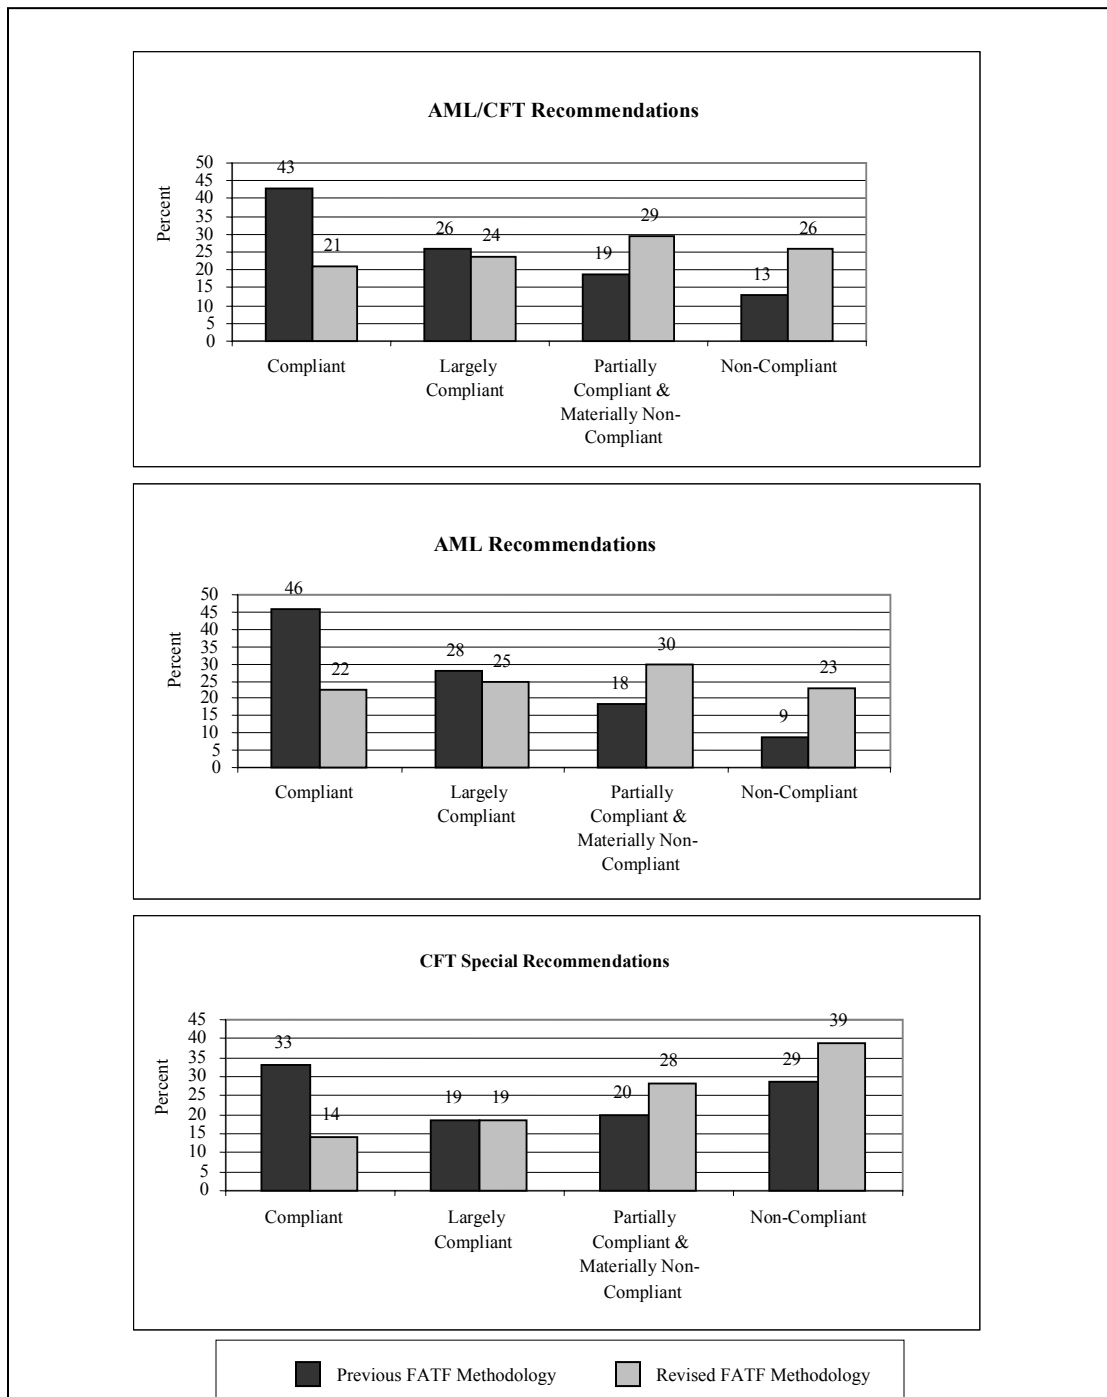 AML/CFT Recommendations
Percent
50
45
40
35
30
25
20
15
10
5
0
43
21
26
24
19
29
13
26
Compliant
Largely
Compliant
Partially
Compliant &
Materially Non-
Compliant
Non-Compliant
AML Recommendations
Percent
50
45
40
35
30
25
20
15
10
5
0
46
22
28
25
18
30
9
23
Compliant
Largely
Compliant
Partially
Compliant &
Materially Non-
Compliant
Non-Compliant
CFT Special Recommendations
Percent
45
40
35
30
25
20
15
10
5
0
33
14
19
19
20
28
29
39
Compliant
Largely
Compliant
Partially
Compliant &
Materially Non-
Compliant
Non-Compliant
Previous FATF Methodology
Revised FATF Methodology